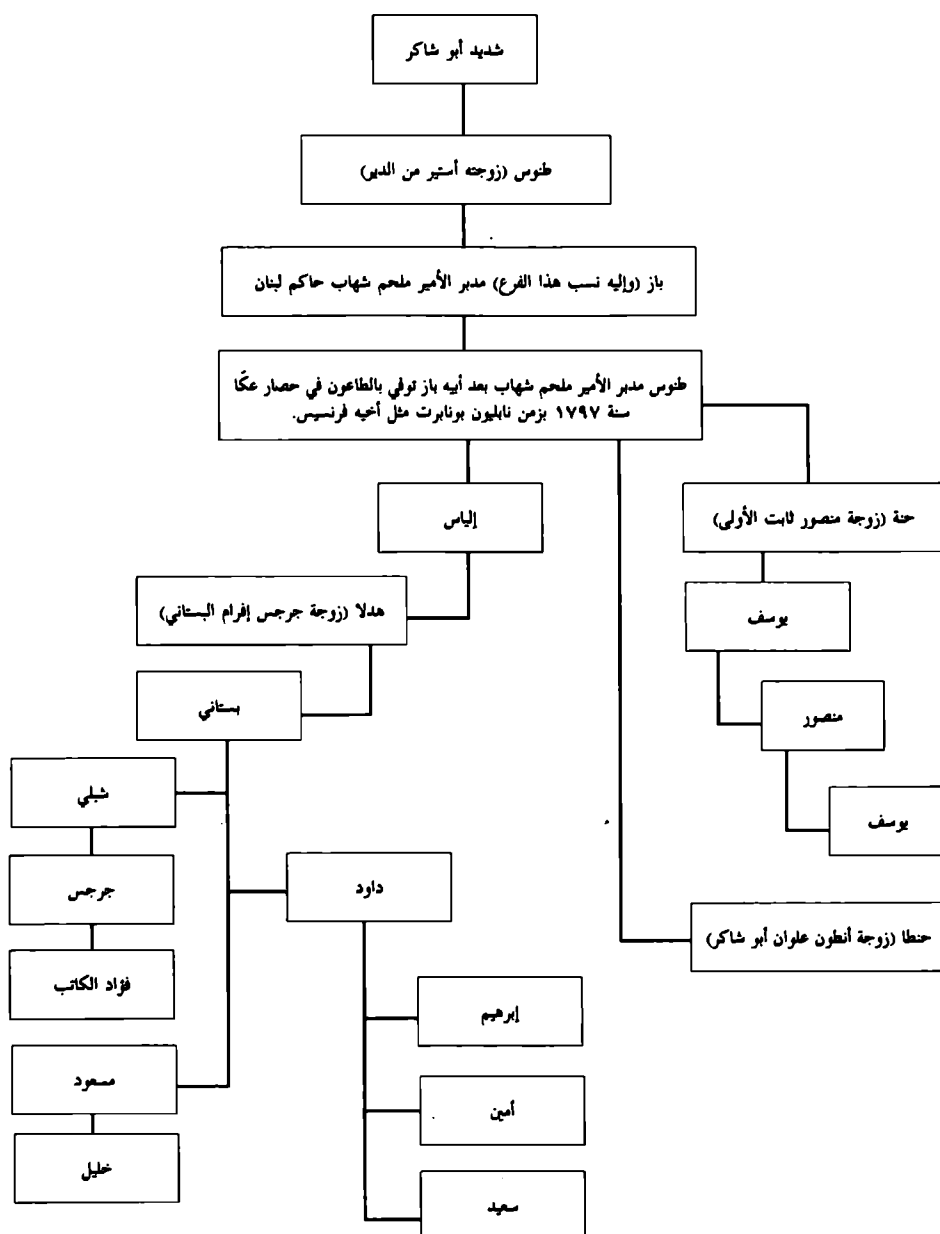 شديد أبو شاكر
طنوس (زوجته أستير من الدير)
باز (وإليه نسب هذا الفرع) مدبر الأمير ملحم شهاب حاكم لبنان
طنوس مدبر الأمير ملحم شهاب بعد أبيه باز توفي بالطاعون في حصار عكّا
سنة ١٧٩٧ بزمن نابليون بونابرت مثل أخيه فرنسيس.
إلياس
حنة (زوجة منصور ثابت الأولى)
هدلا (زوجة جرجس إفرام البستاني)
يوسف
بستاني
منصور
شبلي
يوسف
جرجس
داود
حنطا (زوجة أنطون علوان أبو شاكر)
فؤاد الكاتب
إبرهيم
مسعود
أمين
خليل
سعيد